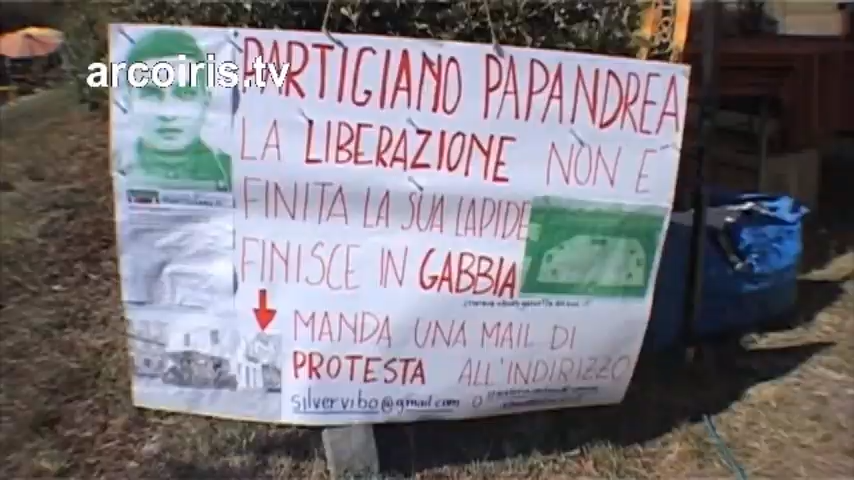 arcoiris.tv
PARTIGIANO PAPANDREA
LA LIBERAZIONE NON E'
FINITA LA SUA LAPIDE
FINISCE IN GABBIA
MANDA UNA MAIL DI
PROTESTA ALL'INDIRIZZO
silvervibo@gmail.com o